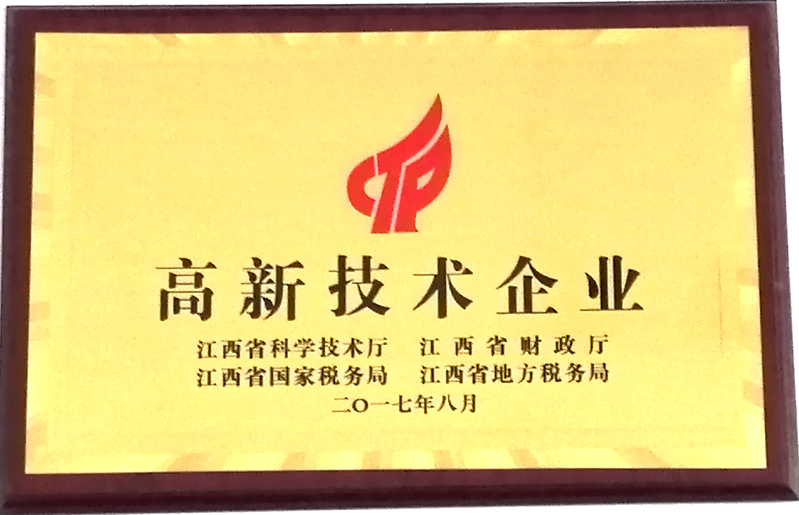 CTP
高新技术企业
江西省科学技术厅 江西省财政厅
江西省国家税务局 江西省地方税务局
二〇一七年八月